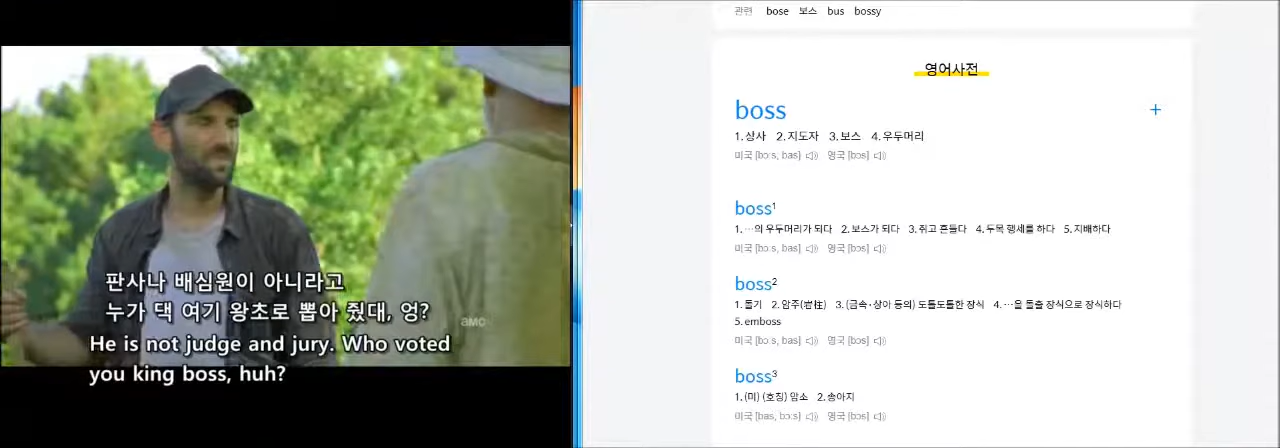 판사나 배심원이 아니라고
누가 댁 여기 왕초로 뽑아 줬대, 엉?
He is not judge and jury. Who voted
you king boss, huh?
amc
관련 bose 보스 bus bossy
영어사전
boss +
1.상사 2.지도자 3.보스 4.우두머리
미국 [bɔːs, bas] 영국 [bɔs]
boss¹
1.…의 우두머리가 되다 2.보스가 되다 3.쥐고 흔들다 4.두목 행세를 하다 5.지배하다
미국 [bɔːs, bas] 영국 [bɔs]
boss²
1.돌기 2.암주(岩柱) 3.(금속·상아 등의) 도톨도톨한 장식 4.…을 돌출 장식으로 장식하다
5.emboss
미국 [bɔːs, bas] 영국 [bɔs]
boss³
1.(미) (호칭) 암소 2.송아지
미국 [bas, bɔːs] 영국 [bɔs]